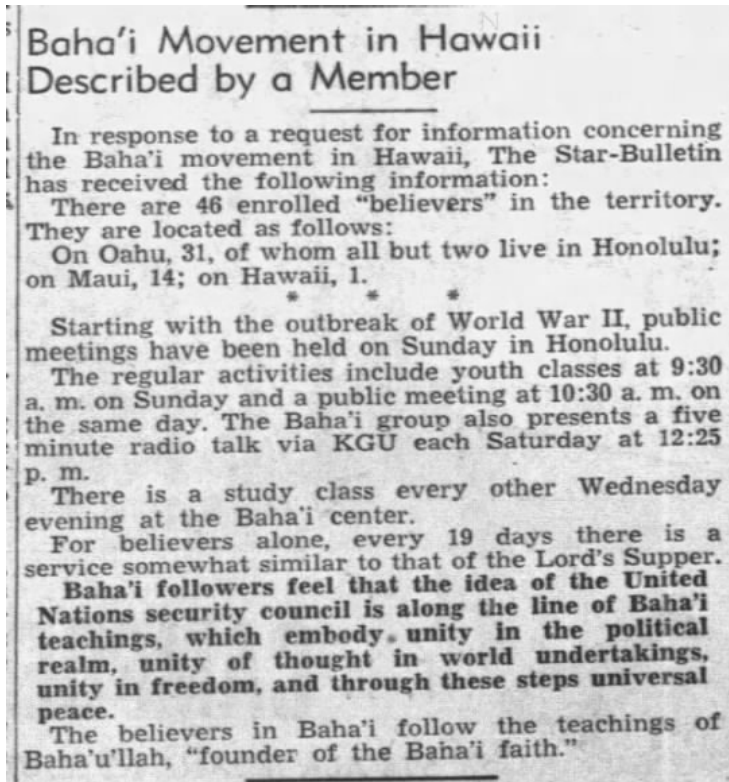 Baha'i Movement in Hawaii
Described by a Member
In response to a request for information concerning
the Baha'i movement in Hawaii, The Star-Bulletin
has received the following information:
There are 46 enrolled "believers" in the territory.
They are located as follows:
On Oahu, 31, of whom all but two live in Honolulu;
on Maui, 14; on Hawaii, 1.
* * *
Starting with the outbreak of World War II, public
meetings have been held on Sunday in Honolulu.
The regular activities include youth classes at 9:30
a. m. on Sunday and a public meeting at 10:30 a. m. on
the same day. The Baha'i group also presents a five
minute radio talk via KGU each Saturday at 12:25
p. m.
There is a study class every other Wednesday
evening at the Baha'i center.
For believers alone, every 19 days there is a
service somewhat similar to that of the Lord's Supper.
Baha'i followers feel that the idea of the United
Nations security council is along the line of Baha'i
teachings, which embody unity in the political
realm, unity of thought in world undertakings,
unity in freedom, and through these steps universal
peace.
The believers in Baha'i follow the teachings of
Baha'u'llah, "founder of the Baha'i faith."